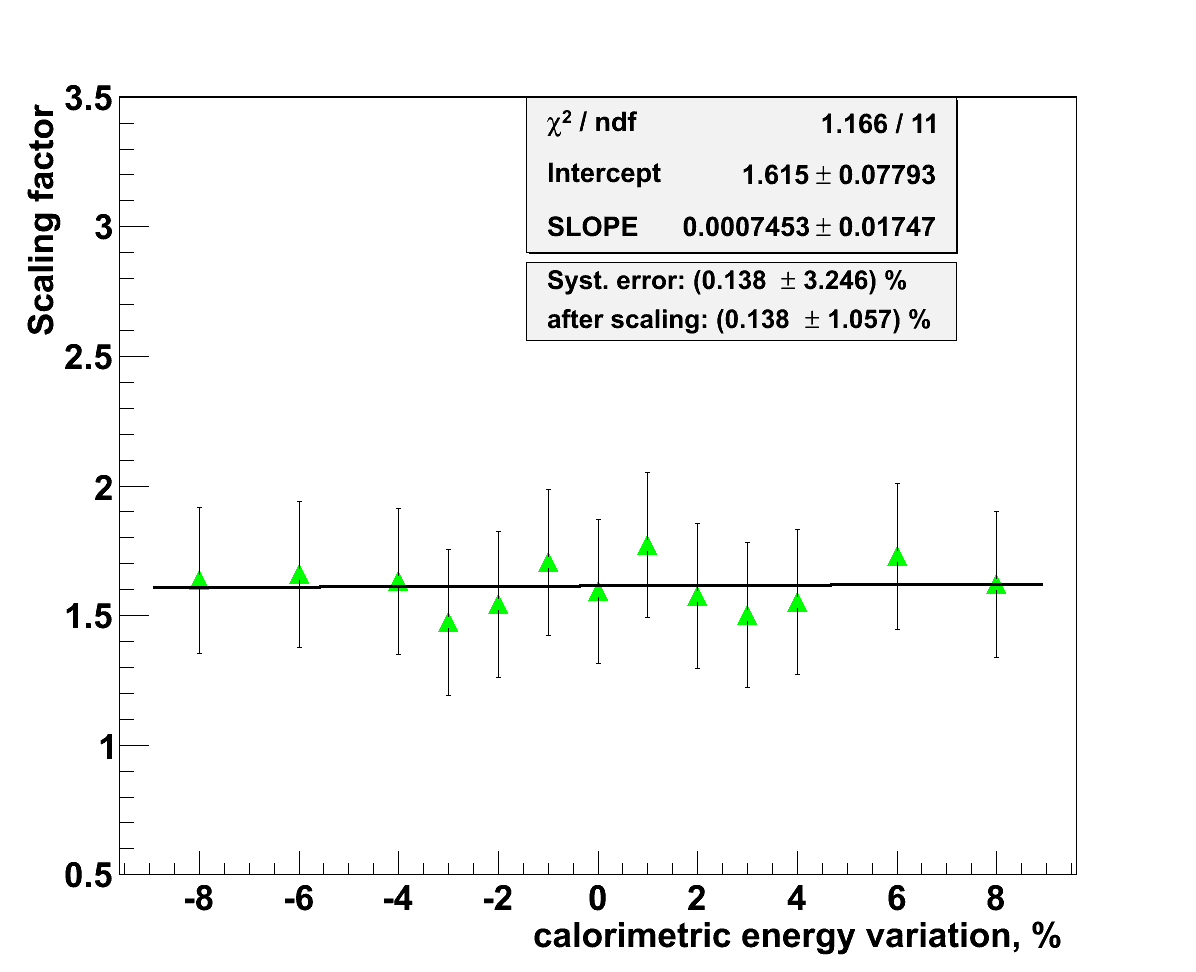 3.5
3
2.5
2
1.5
1
0.5
Scaling factor
χ² / ndf 1.166 / 11
Intercept 1.615 ± 0.07793
SLOPE 0.0007453 ± 0.01747
Syst. error: (0.138 ± 3.246) %
after scaling: (0.138 ± 1.057) %
-8 -6 -4 -2 0 2 4 6 8
calorimetric energy variation, %